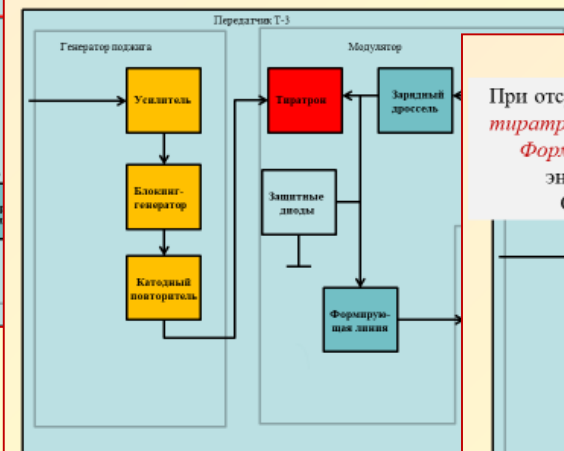 Передатчик Т-3
Генератор поджига
Модулятор
Усилитель
Тиратрон
Зарядный
дроссель
Блокинг-
генератор
Защитные
диоды
Катодный
повторитель
Формирую-
щая линия
При отс
тиратр
Форм
эн